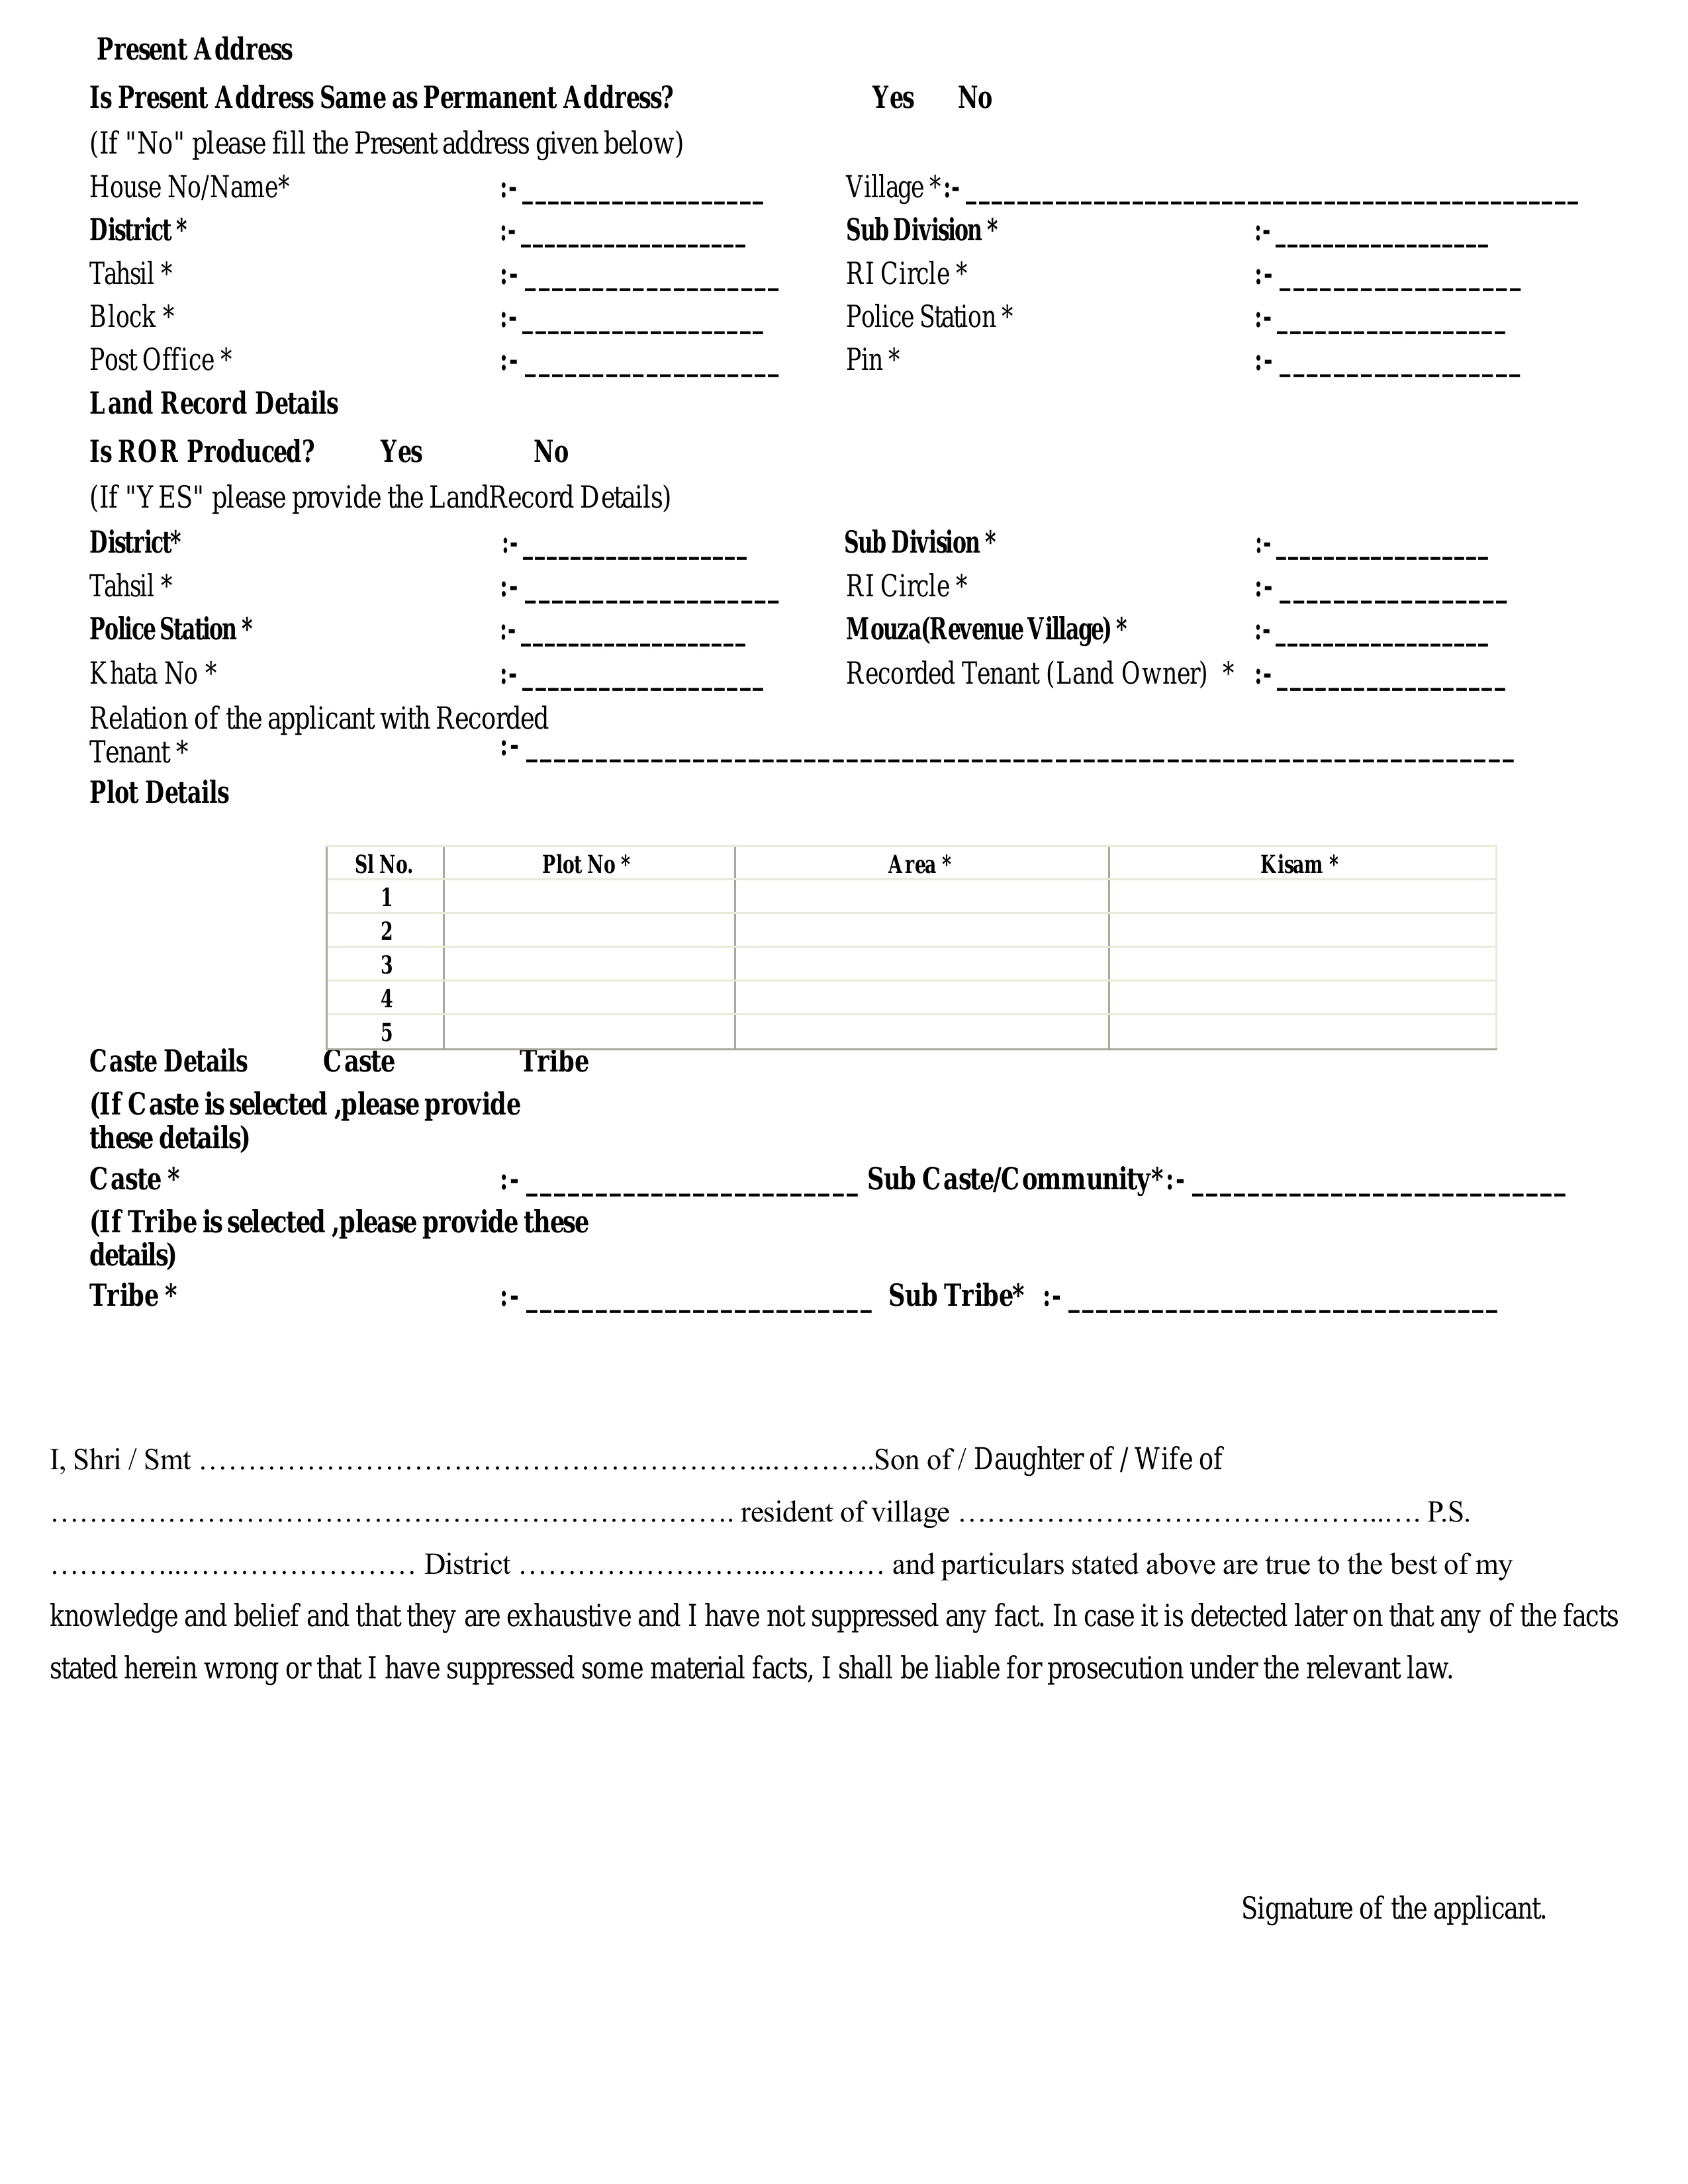 Present Address
Is Present Address Same as Permanent Address? Yes No
(If "No" please fill the Present address given below)
House No/Name* :- ___________________ Village *:- ________________________________________________
District * :- __________________ Sub Division * :- _________________
Tahsil * :- ___________________ RI Circle * :- __________________
Block * :- ___________________ Police Station * :- __________________
Post Office * :- ___________________ Pin * :- __________________
Land Record Details
Is ROR Produced? Yes No
(If "YES" please provide the LandRecord Details)
District* :- __________________ Sub Division * :- _________________
Tahsil * :- ___________________ RI Circle * :- _________________
Police Station * :- __________________ Mouza(Revenue Village) * :- _________________
Khata No * :- ___________________ Recorded Tenant (Land Owner) * :- __________________
Relation of the applicant with Recorded
Tenant * :- ________________________________________________________________________
Plot Details
Sl No. Plot No * Area * Kisam *
1
2
3
4
5
Caste Details Caste Tribe
(If Caste is selected ,please provide
these details)
Caste * :- ________________________ Sub Caste/Community*:- ___________________________
(If Tribe is selected ,please provide these
details)
Tribe * :- _________________________ Sub Tribe* :- _______________________________
I, Shri / Smt …………………………………………………..………..Son of / Daughter of / Wife of
……………………………………………………………. resident of village ……………………………………..…. P.S.
…………..…………………… District ……………………..………… and particulars stated above are true to the best of my
knowledge and belief and that they are exhaustive and I have not suppressed any fact. In case it is detected later on that any of the facts
stated herein wrong or that I have suppressed some material facts, I shall be liable for prosecution under the relevant law.
Signature of the applicant.